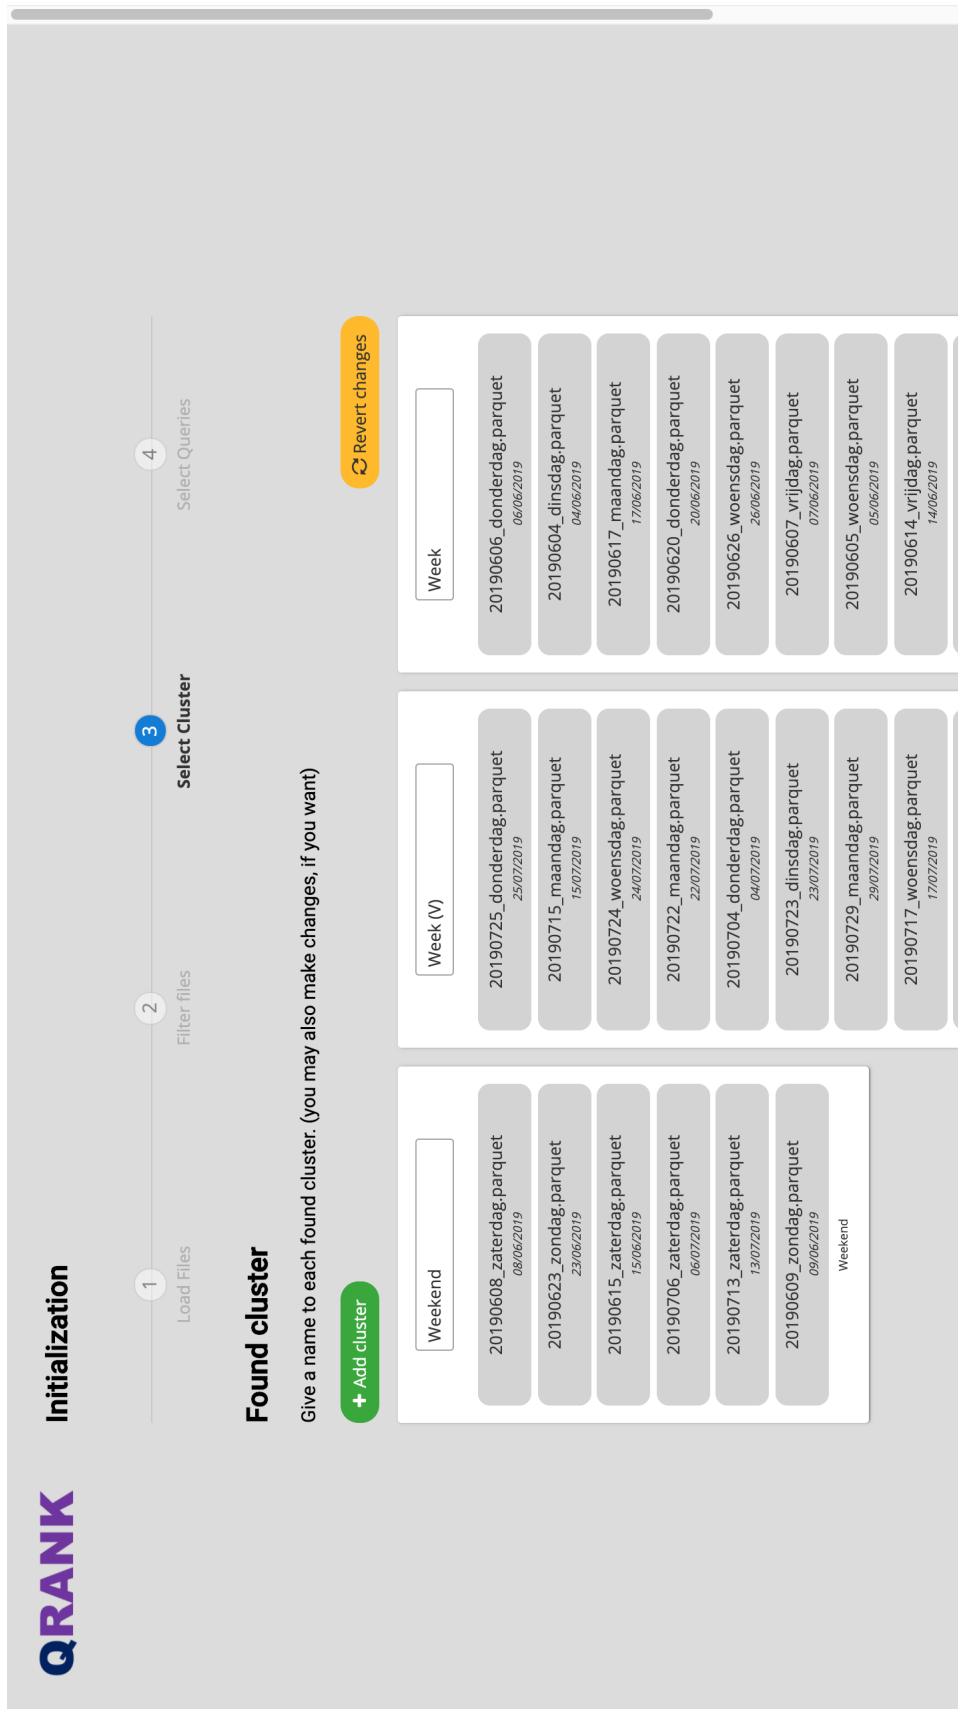 QRANK
Initialization
1
Load Files
2
Filter files
3
Select Cluster
4
Select Queries
Found cluster
Give a name to each found cluster. (you may also make changes, if you want)
Add cluster
Revert changes
Weekend
20190608_zaterdag.parquet
08/06/2019
20190623_zondag.parquet
23/06/2019
20190615_zaterdag.parquet
15/06/2019
20190706_zaterdag.parquet
06/07/2019
20190713_zaterdag.parquet
13/07/2019
20190609_zondag.parquet
09/06/2019
Weekend
Week (V)
20190725_donderdag.parquet
25/07/2019
20190715_maandag.parquet
15/07/2019
20190724_woensdag.parquet
24/07/2019
20190722_maandag.parquet
22/07/2019
20190704_donderdag.parquet
04/07/2019
20190723_dinsdag.parquet
23/07/2019
20190729_maandag.parquet
29/07/2019
20190717_woensdag.parquet
17/07/2019
Week
20190606_donderdag.parquet
06/06/2019
20190604_dinsdag.parquet
04/06/2019
20190617_maandag.parquet
17/06/2019
20190620_donderdag.parquet
20/06/2019
20190626_woensdag.parquet
26/06/2019
20190607_vrijdag.parquet
07/06/2019
20190605_woensdag.parquet
05/06/2019
20190614_vrijdag.parquet
14/06/2019